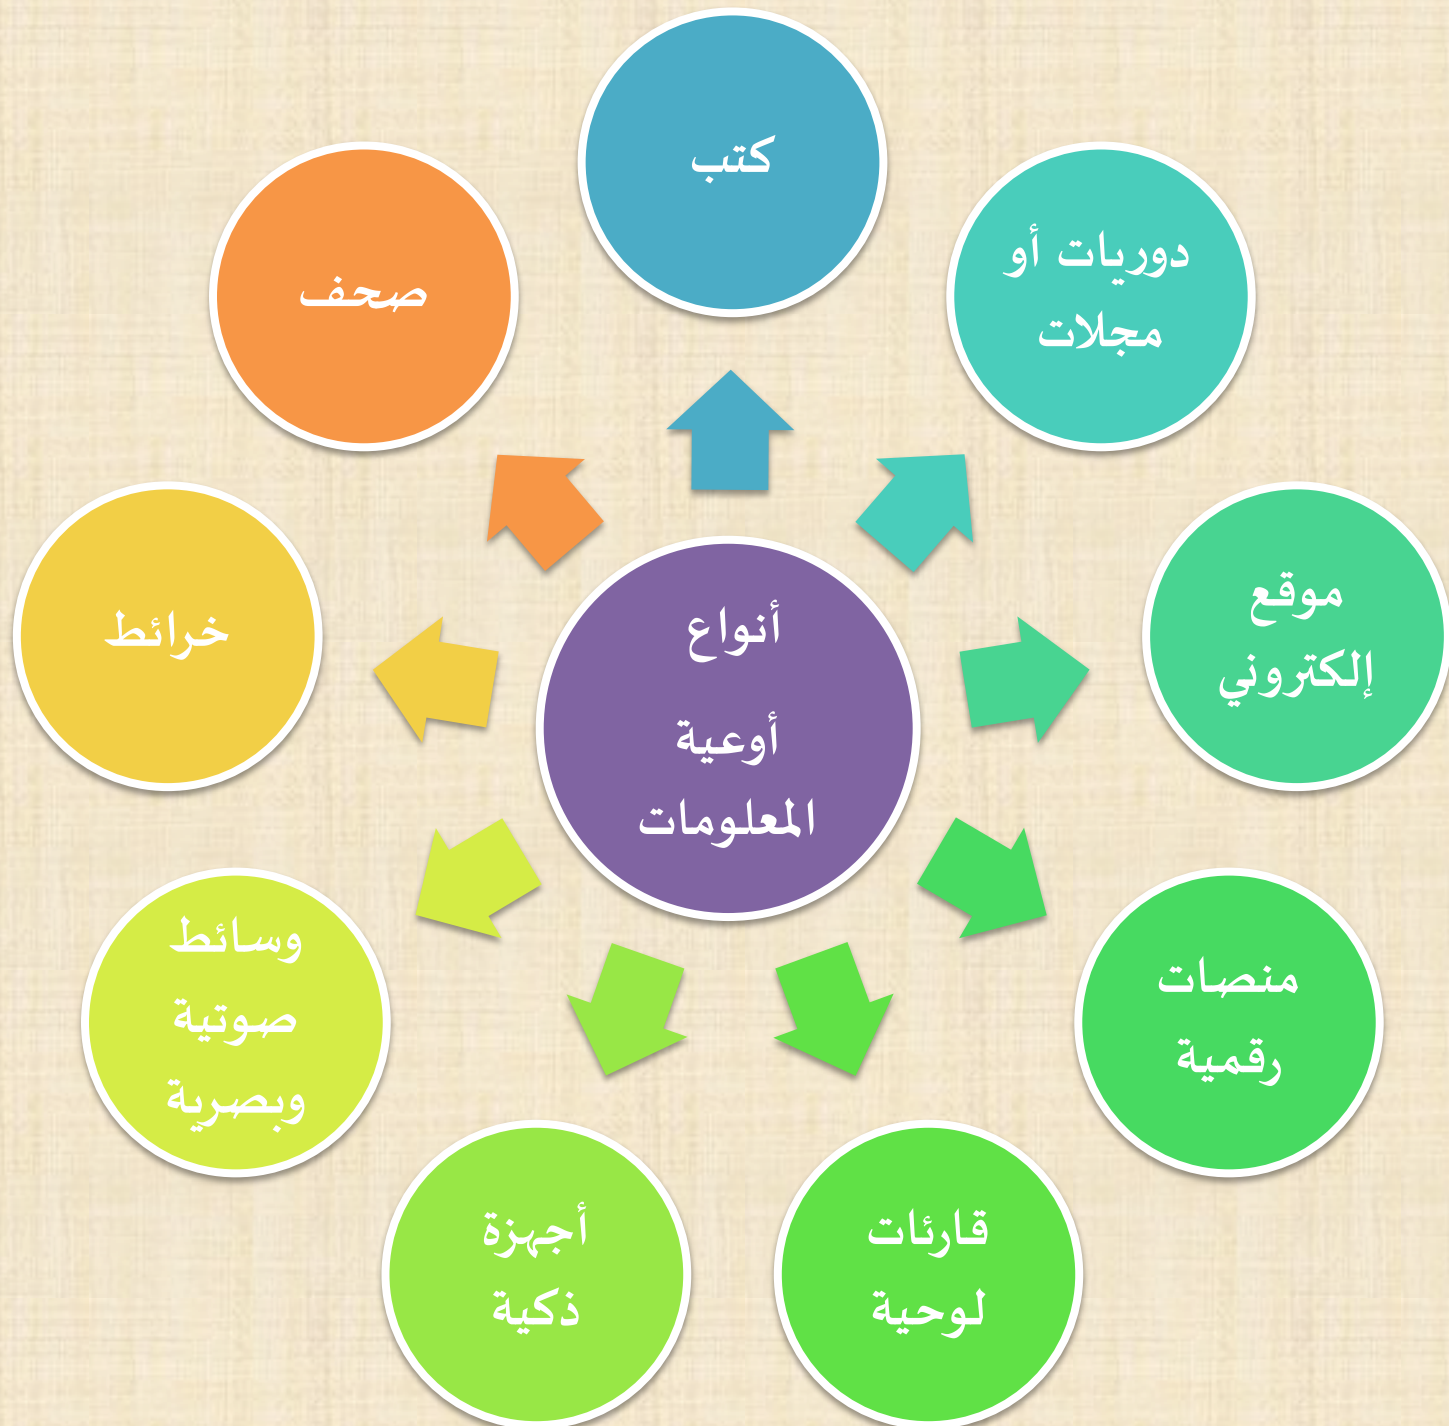 أنواع
أوعية
المعلومات
كتب
دوريات أو
مجلات
موقع
إلكتروني
منصات
رقمية
قارئات
لوحية
أجهزة
ذكية
وسائط
صوتية
وبصرية
خرائط
صحف